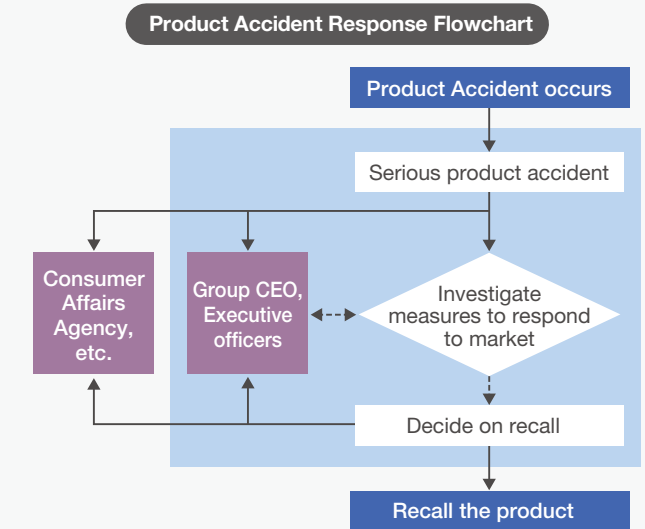 Product Accident Response Flowchart
Product Accident occurs
Serious product accident
Consumer
Affairs
Agency,
etc.
Group CEO,
Executive
officers
Investigate
measures to respond
to market
Decide on recall
Recall the product